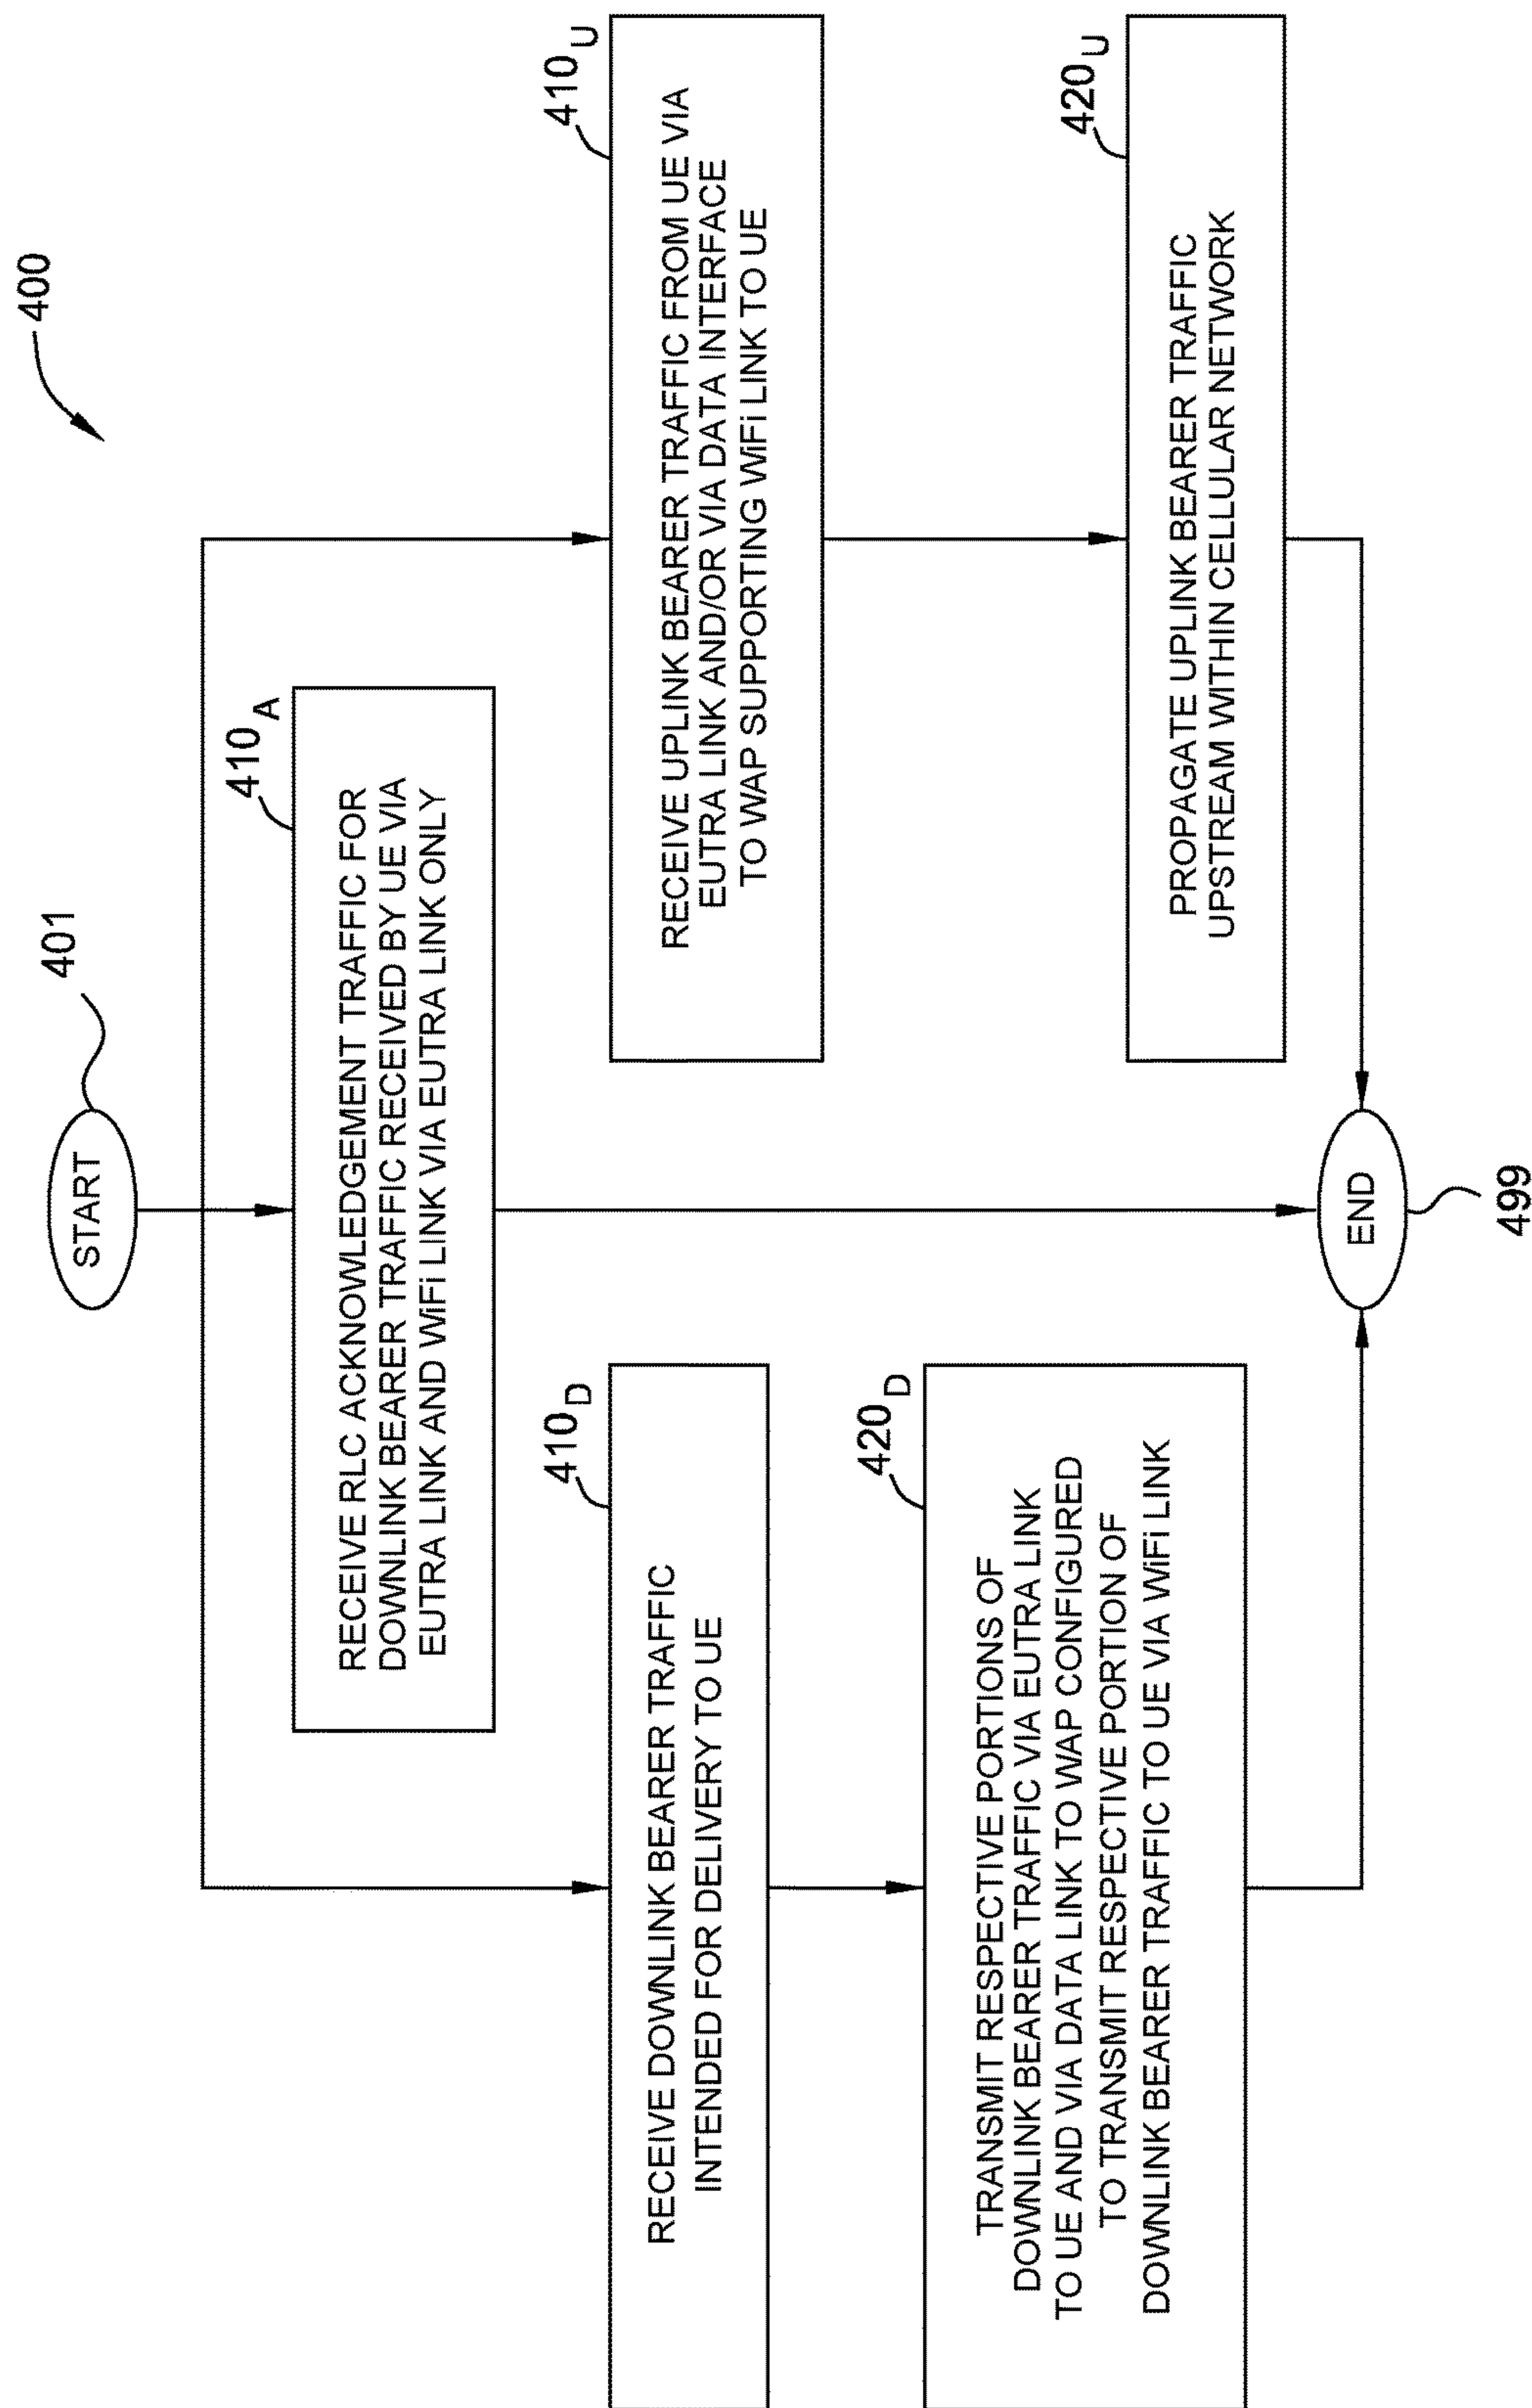 400
START
401
410A
RECEIVE RLC ACKNOWLEDGEMENT TRAFFIC FOR
DOWNLINK BEARER TRAFFIC RECEIVED BY UE VIA
EUTRA LINK AND WiFi LINK VIA EUTRA LINK ONLY
410D
RECEIVE DOWNLINK BEARER TRAFFIC
INTENDED FOR DELIVERY TO UE
420D
TRANSMIT RESPECTIVE PORTIONS OF
DOWNLINK BEARER TRAFFIC VIA EUTRA LINK
TO UE AND VIA DATA LINK TO WAP CONFIGURED
TO TRANSMIT RESPECTIVE PORTION OF
DOWNLINK BEARER TRAFFIC TO UE VIA WiFi LINK
410U
RECEIVE UPLINK BEARER TRAFFIC FROM UE VIA
EUTRA LINK AND/OR VIA DATA INTERFACE
TO WAP SUPPORTING WiFi LINK TO UE
420U
PROPAGATE UPLINK BEARER TRAFFIC
UPSTREAM WITHIN CELLULAR NETWORK
END
499